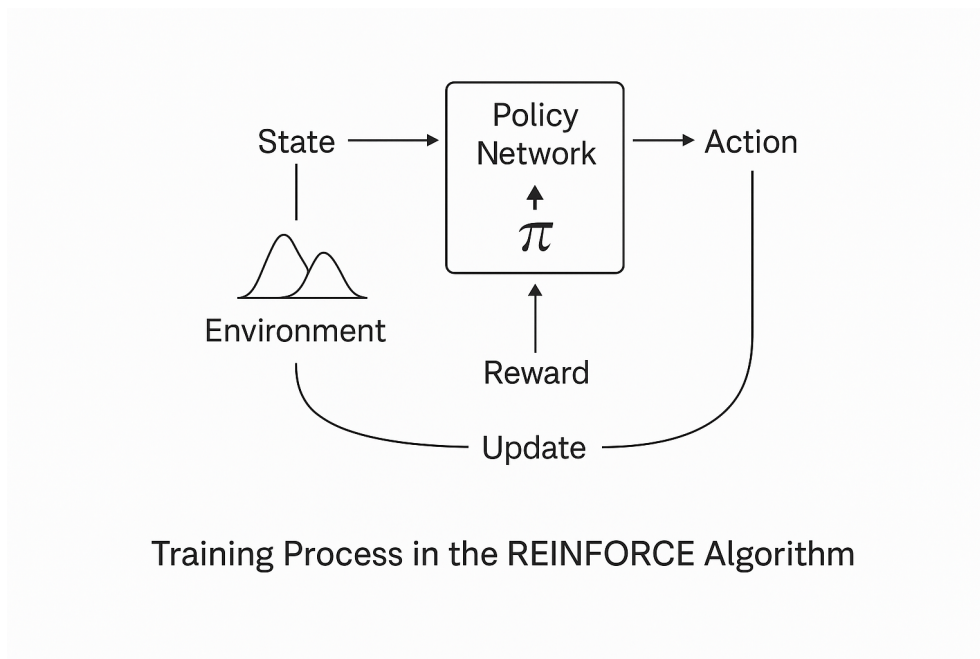 State
Policy
Network
π
Action
Environment
Reward
Update
Training Process in the REINFORCE Algorithm